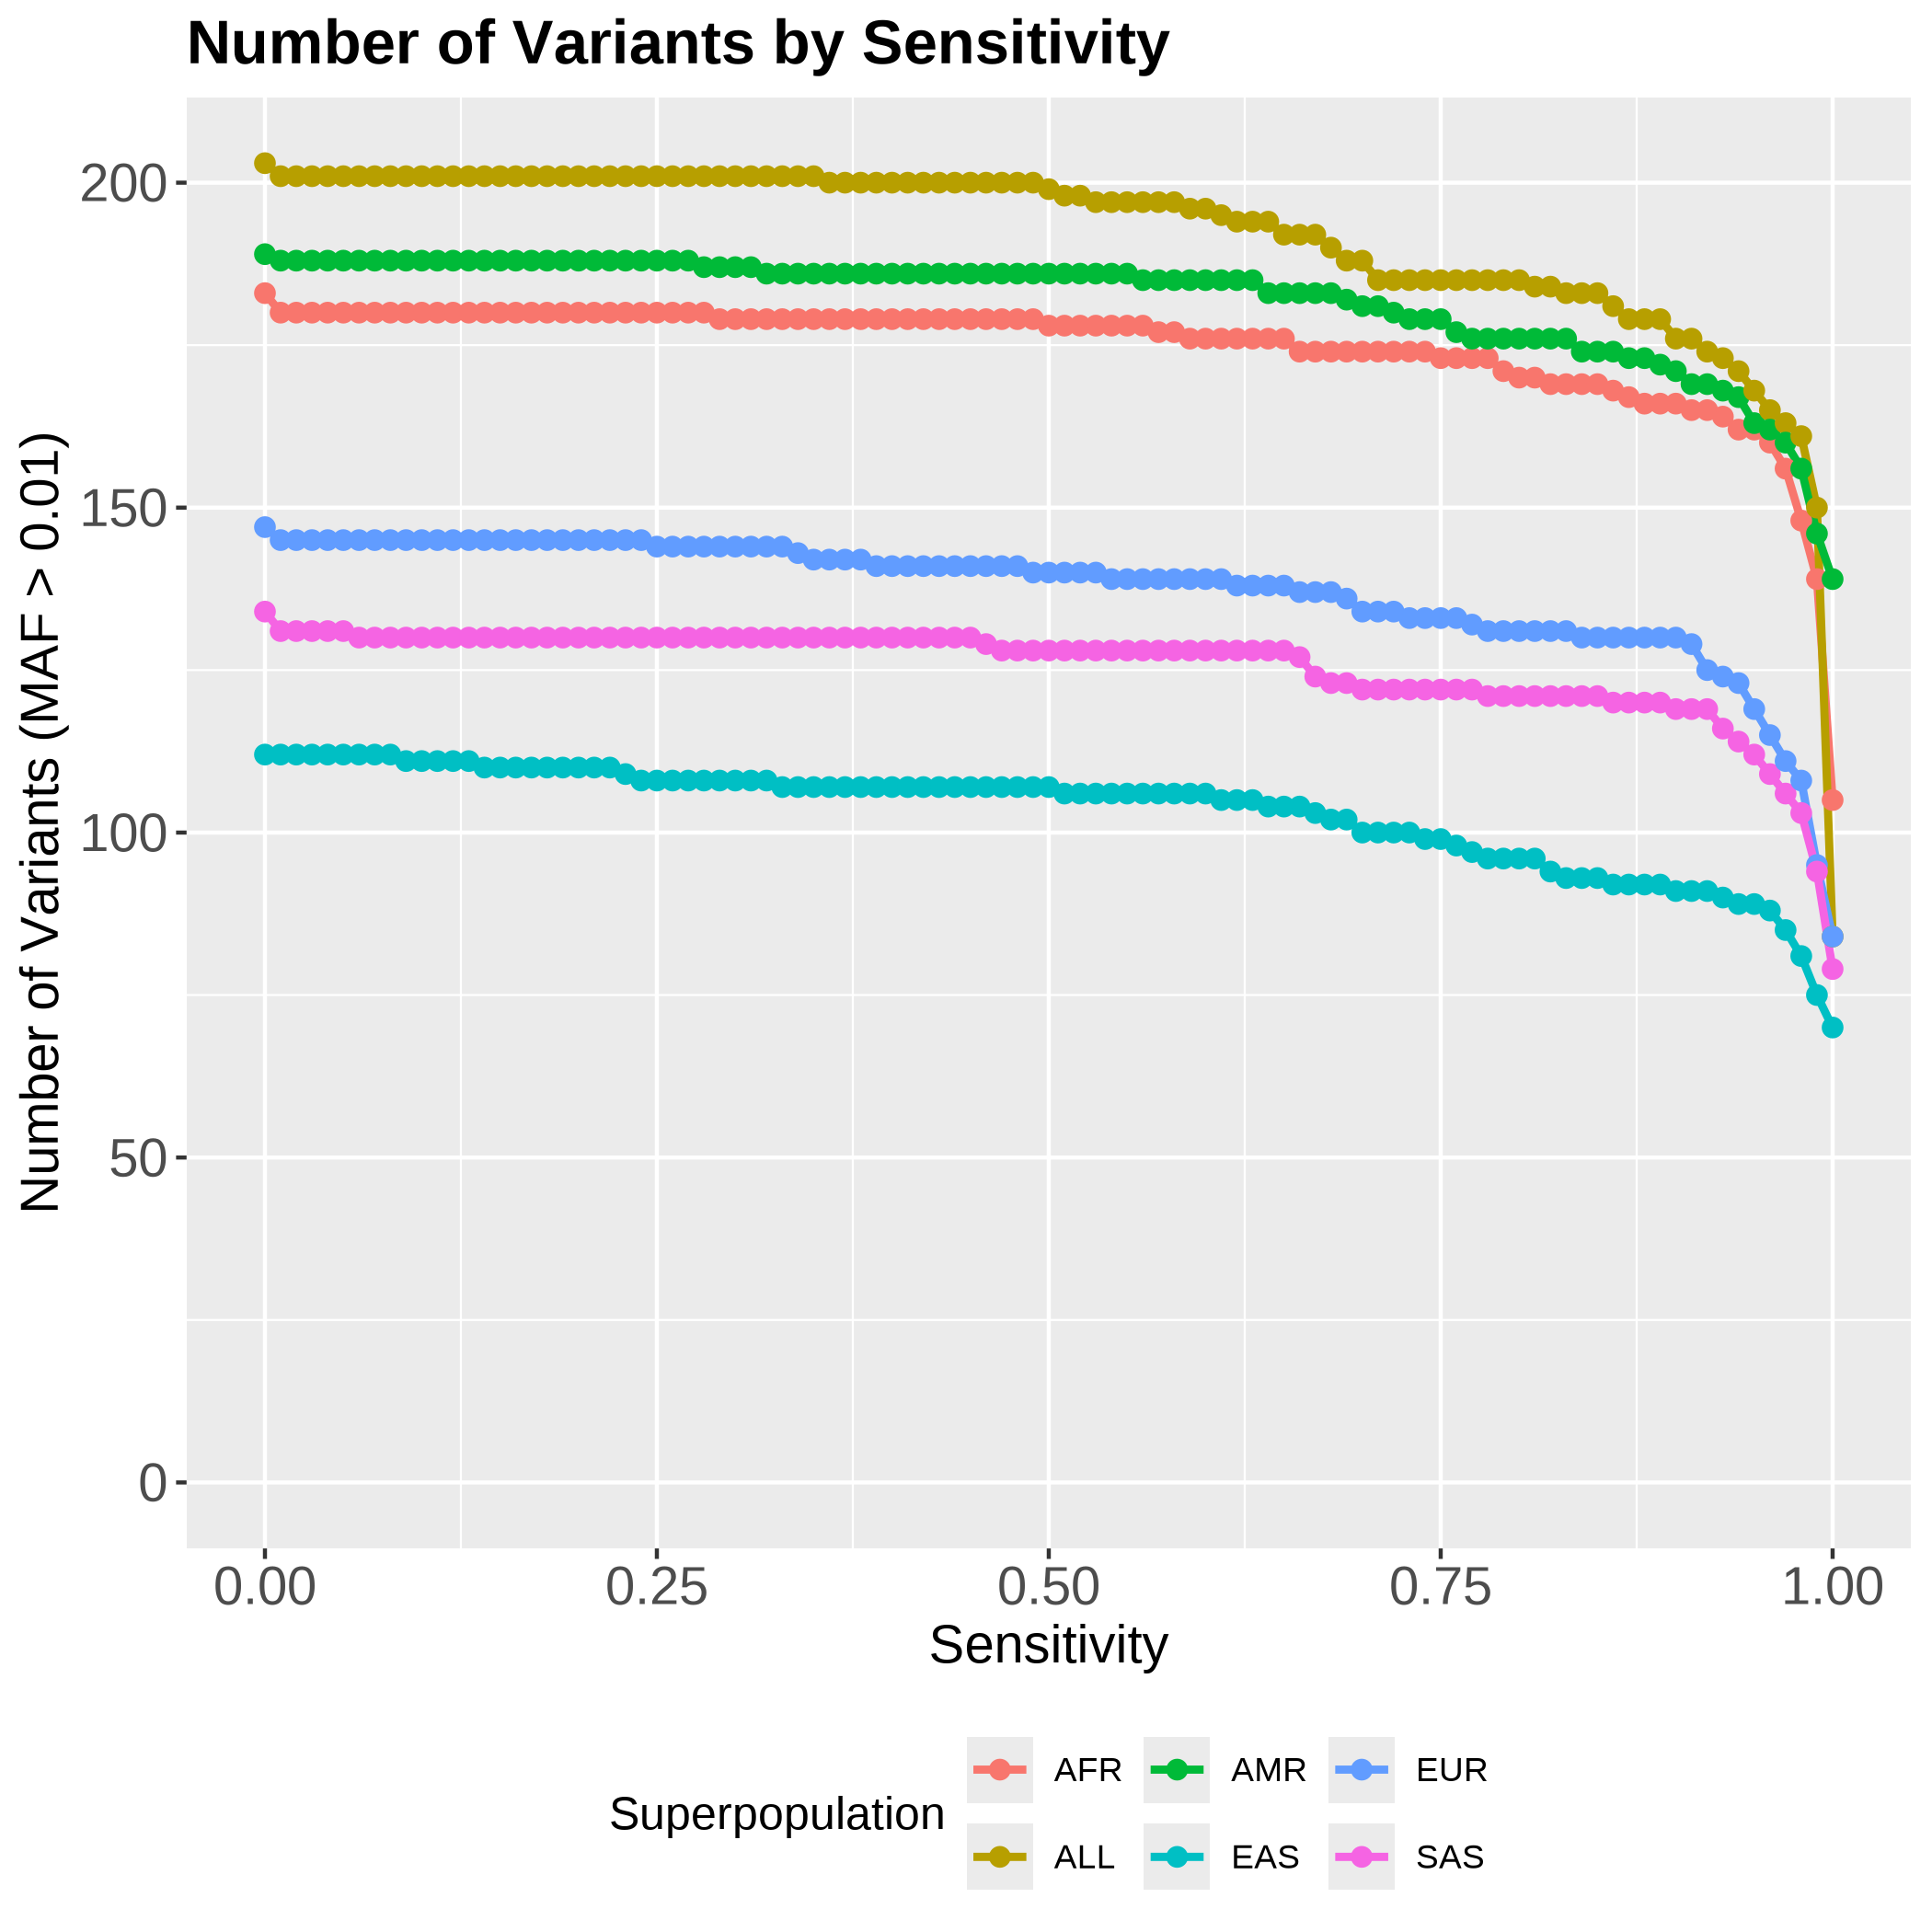 Number of Variants by Sensitivity
Number of Variants (MAF > 0.01)
200
150
100
50
0
0.00 0.25 0.50 0.75 1.00
Sensitivity
Superpopulation
AFR AMR EUR
ALL EAS SAS